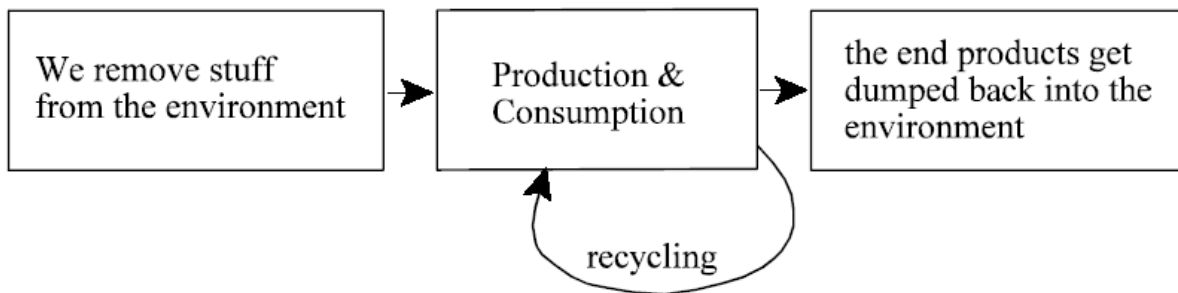 We remove stuff
from the environment
Production &
Consumption
the end products get
dumped back into the
environment
recycling